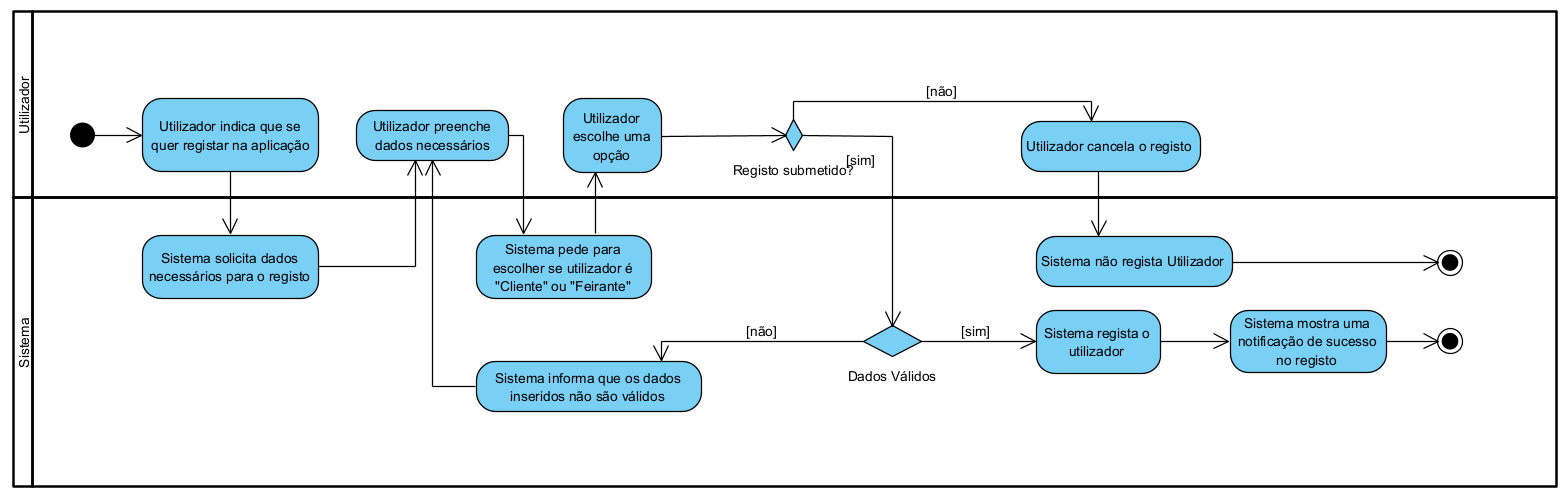 Utilizador
Utilizador indica que se
quer registar na aplicação
Utilizador preenche
dados necessários
Utilizador
escolhe uma
opção
Registo submetido?
[não]
[sim]
Utilizador cancela o registo
Sistema
Sistema solicita dados
necessários para o registo
Sistema pede para
escolher se utilizador é
"Cliente" ou "Feirante"
Sistema não regista Utilizador
[não]
[sim]
Dados Válidos
Sistema informa que os dados
inseridos não são válidos
Sistema regista o
utilizador
Sistema mostra uma
notificação de sucesso
no registo